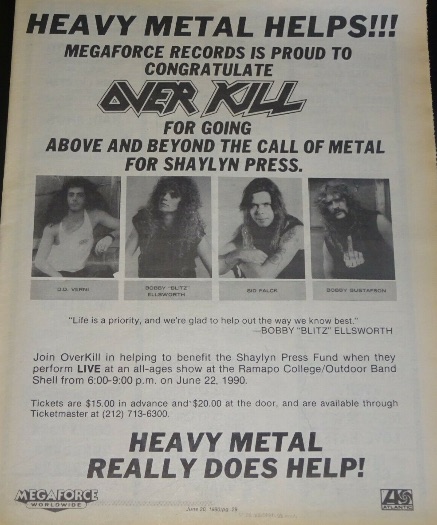 HEAVY METAL HELPS!!!
MEGAFORCE RECORDS IS PROUD TO
CONGRATULATE
OVERKILL
FOR GOING
ABOVE AND BEYOND THE CALL OF METAL
FOR SHAYLYN PRESS.
D.D. VERNI
BOBBY "BLITZ"
ELLSWORTH
SID FALCK
BOBBY GUSTAFSON
"Life is a priority, and we're glad to help out the way we know best."
—BOBBY "BLITZ" ELLSWORTH
Join OverKill in helping to benefit the Shaylyn Press Fund when they
perform LIVE at an all-ages show at the Ramapo College/Outdoor Band
Shell from 6:00-9:00 p.m. on June 22, 1990.
Tickets are $15.00 in advance and $20.00 at the door, and are available through
Ticketmaster at (212) 713-6300.
HEAVY METAL
REALLY DOES HELP!
MEGAFORCE
WORLDWIDE
ATLANTIC